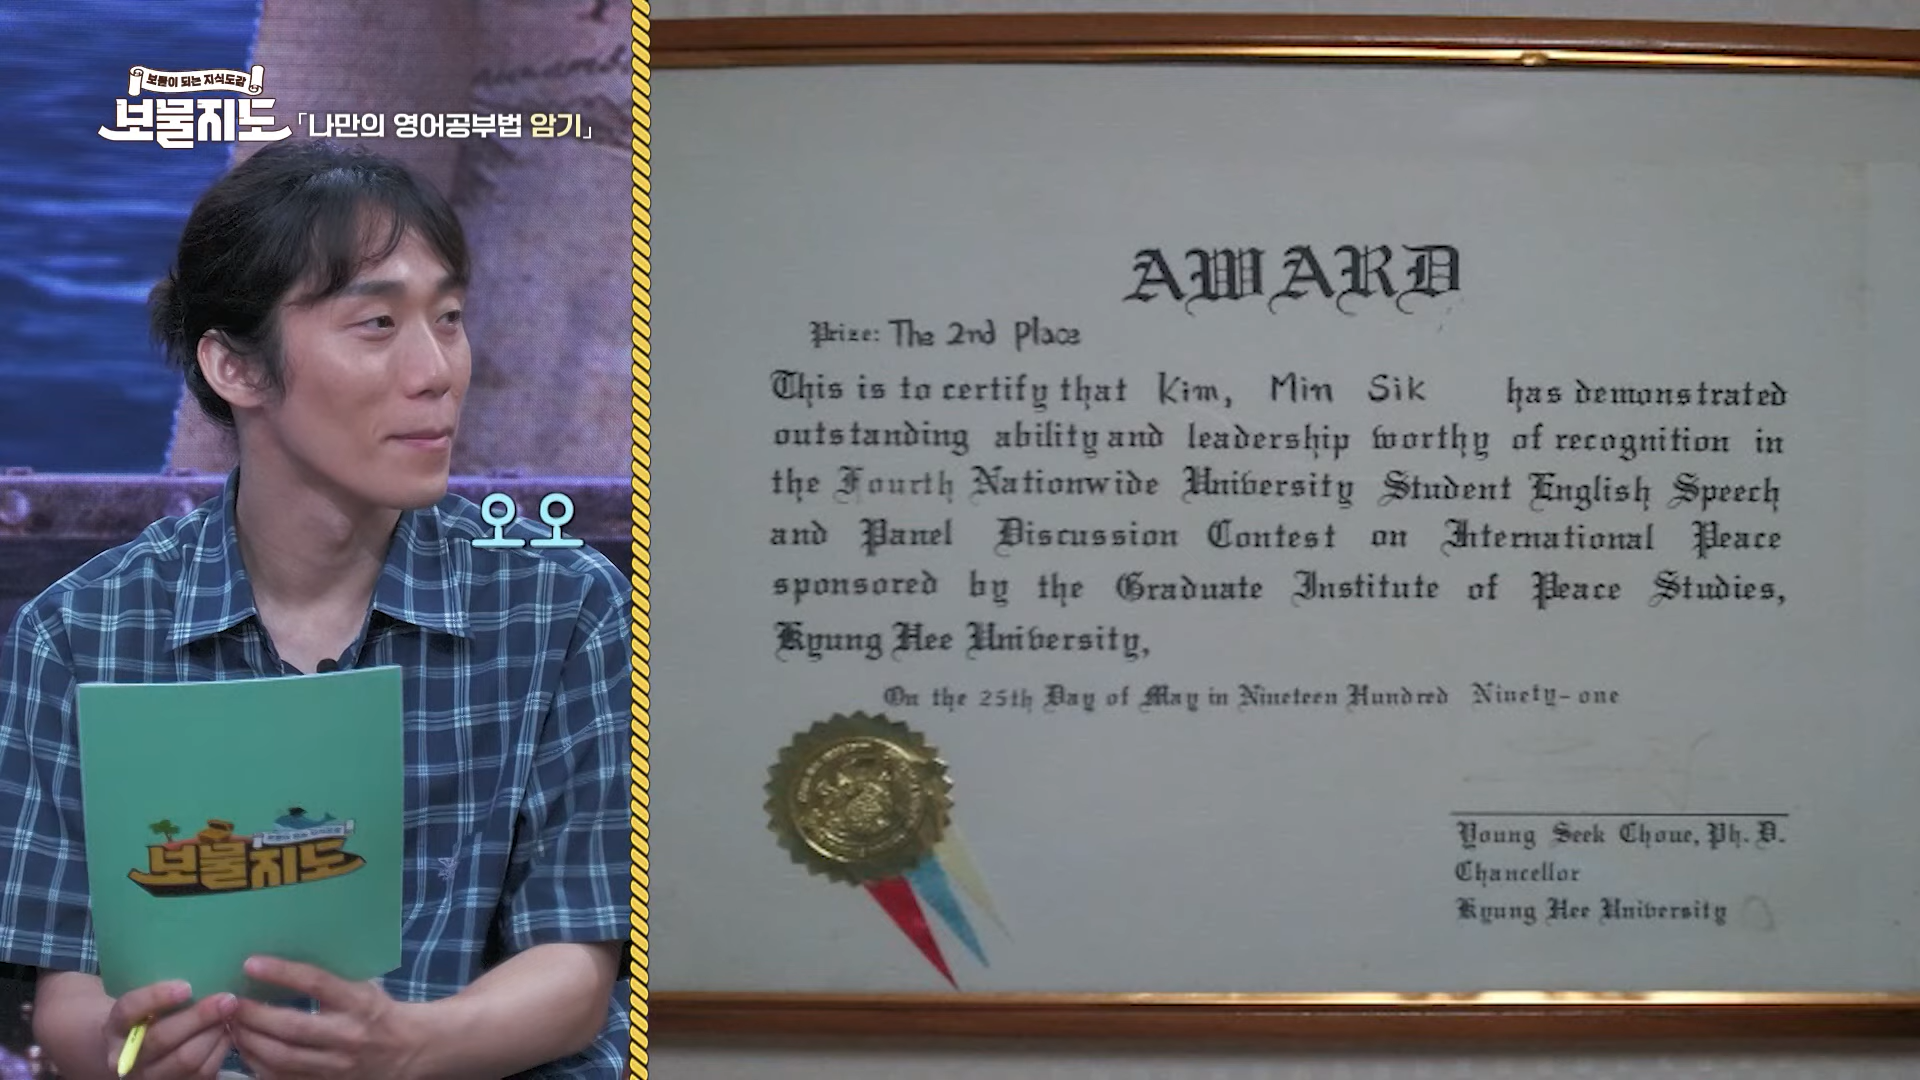 보물이 되는 지식도감
보물지도
「나만의 영어공부법 암기」
오오
보물지도
AWARD
Prize: The 2nd Place
This is to certify that Kim, Min Sik has demonstrated
outstanding ability and leadership worthy of recognition in
the Fourth Nationwide University Student English Speech
and Panel Discussion Contest on International Peace
sponsored by the Graduate Institute of Peace Studies,
Kyung Hee University,
On the 25th Day of May in Nineteen Hundred Ninety-one
Young Seek Choue, Ph. D.
Chancellor
Kyung Hee University